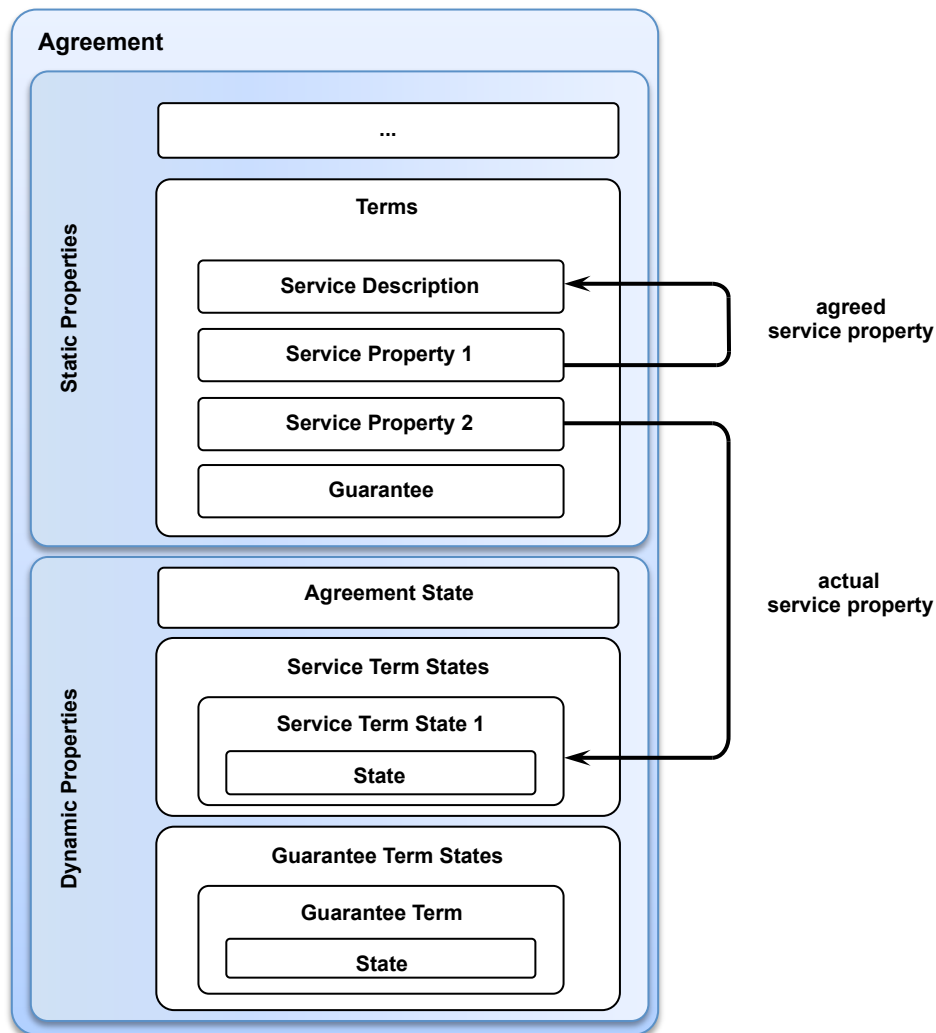 Agreement
Static Properties
...
Terms
Service Description
Service Property 1
Service Property 2
Guarantee
agreed
service property
actual
service property
Dynamic Properties
Agreement State
Service Term States
Service Term State 1
State
Guarantee Term States
Guarantee Term
State